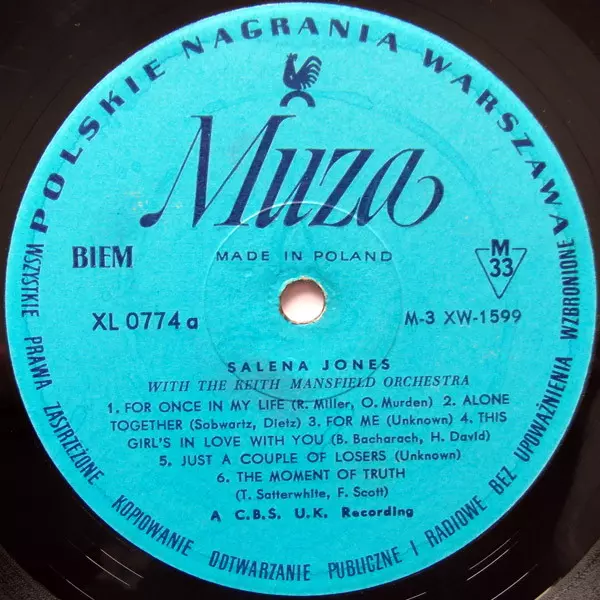 POLSKIE NAGRANIA WARSZAWA
Muza
BIEM
MADE IN POLAND
M
33
XL 0774 a
M-3 XW-1599
SALENA JONES
WITH THE KEITH MANSFIELD ORCHESTRA
1. FOR ONCE IN MY LIFE (R. Miller, O. Murden) 2. ALONE
TOGETHER (Sobwartz, Dietz) 3. FOR ME (Unknown) 4. THIS
GIRL'S IN LOVE WITH YOU (B. Bacharach, H. David)
5. JUST A COUPLE OF LOSERS (Unknown)
6. THE MOMENT OF TRUTH
(T. Satterwhite, F. Scott)
A C.B.S. U.K. Recording
WSZYSTKIE PRAWA ZASTRZEŻONE KOPIOWANIE ODTWARZANIE PUBLICZNE I RADIOWE BEZ UPOWAŻNIENIA WZBRONIONE